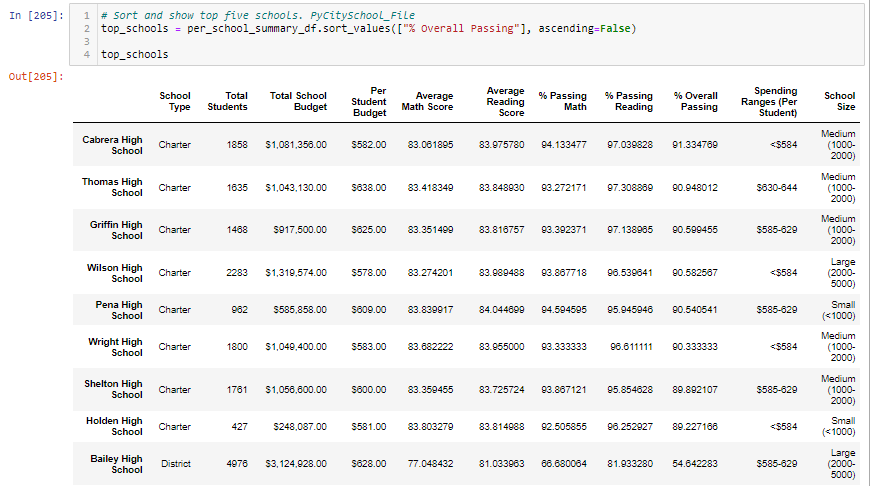 In [205]: 1 # Sort and show top five schools. PyCitySchool_File
2 top_schools = per_school_summary_df.sort_values(["% Overall Passing"], ascending=False)
3
4 top_schools
Out[205]:
School Type Total Students Total School Budget Per Student Budget Average Math Score Average Reading Score % Passing Math % Passing Reading % Overall Passing Spending Ranges (Per Student) School Size
Cabrera High School Charter 1858 $1,081,356.00 $582.00 83.061895 83.975780 94.133477 97.039828 91.334769 <$584 Medium (1000-2000)
Thomas High School Charter 1635 $1,043,130.00 $638.00 83.418349 83.848930 93.272171 97.308869 90.948012 $630-644 Medium (1000-2000)
Griffin High School Charter 1468 $917,500.00 $625.00 83.351499 83.816757 93.392371 97.138965 90.599455 $585-629 Medium (1000-2000)
Wilson High School Charter 2283 $1,319,574.00 $578.00 83.274201 83.989488 93.867718 96.539641 90.582567 <$584 Large (2000-5000)
Pena High School Charter 962 $585,858.00 $609.00 83.839917 84.044699 94.594595 95.945946 90.540541 $585-629 Small (<1000)
Wright High School Charter 1800 $1,049,400.00 $583.00 83.682222 83.955000 93.333333 96.611111 90.333333 <$584 Medium (1000-2000)
Shelton High School Charter 1761 $1,056,600.00 $600.00 83.359455 83.725724 93.867121 95.854628 89.892107 $585-629 Medium (1000-2000)
Holden High School Charter 427 $248,087.00 $581.00 83.803279 83.814988 92.505855 96.252927 89.227166 <$584 Small (<1000)
Bailey High School District 4976 $3,124,928.00 $628.00 77.048432 81.033963 66.680064 81.933280 54.642283 $585-629 Large (2000-5000)